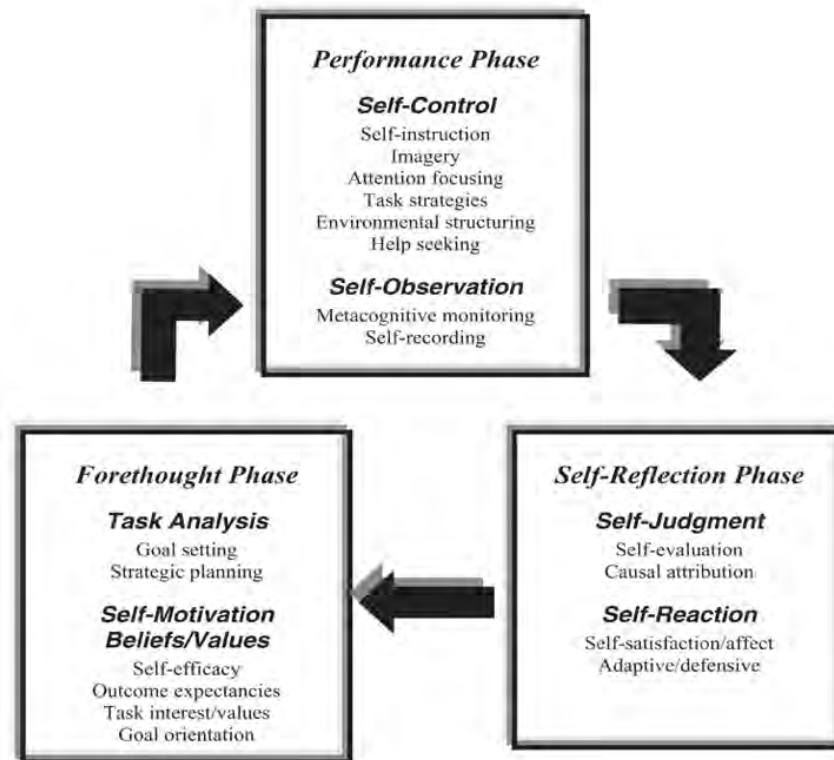 Performance Phase
Self-Control
Self-instruction
Imagery
Attention focusing
Task strategies
Environmental structuring
Help seeking
Self-Observation
Metacognitive monitoring
Self-recording
Forethought Phase
Task Analysis
Goal setting
Strategic planning
Self-Motivation
Beliefs/Values
Self-efficacy
Outcome expectancies
Task interest/values
Goal orientation
Self-Reflection Phase
Self-Judgment
Self-evaluation
Causal attribution
Self-Reaction
Self-satisfaction/affect
Adaptive/defensive